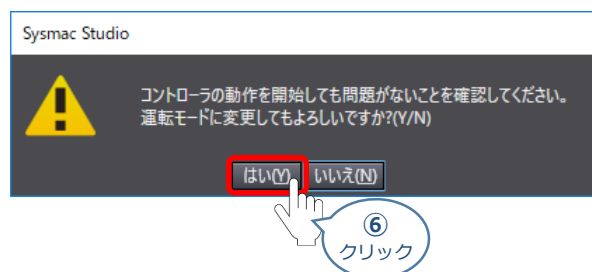 Sysmac Studio
コントローラの動作を開始しても問題がないことを確認してください。
運転モードに変更してもよろしいですか?(Y/N)
はい(Y) いいえ(N)
⑥
クリック